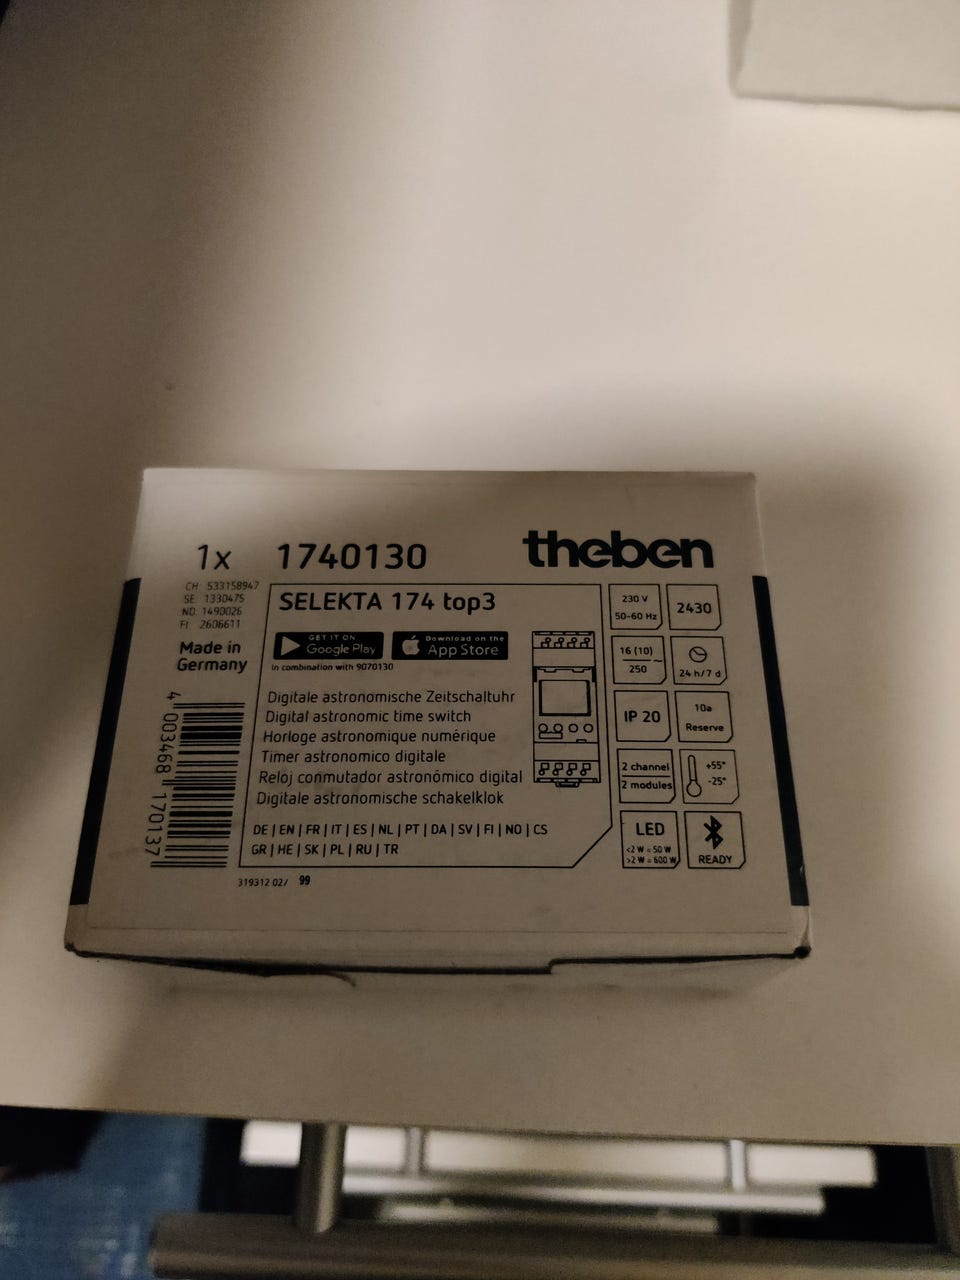 theben
1x 1740130
CH: 533158947
SE: 1330475
NO: 1490026
FI: 2606611
Made in
Germany
4 003468 170137
SELEKTA 174 top3
GET IT ON
Google Play
Download on the
App Store
In combination with 9070130
Digitale astronomische Zeitschaltuhr
Digital astronomic time switch
Horloge astronomique numérique
Timer astronomico digitale
Reloj conmutador astronómico digital
Digitale astronomische schakelklok
DE | EN | FR | IT | ES | NL | PT | DA | SV | FI | NO | CS
GR | HE | SK | PL | RU | TR
319312 02/ 99
230 V
50-60 Hz
2430
16 (10)
250 ~
24 h/7 d
IP 20
10a
Reserve
2 channel
2 modules
+55°
-25°
LED
<2 W = 50 W
>2 W = 600 W
READY